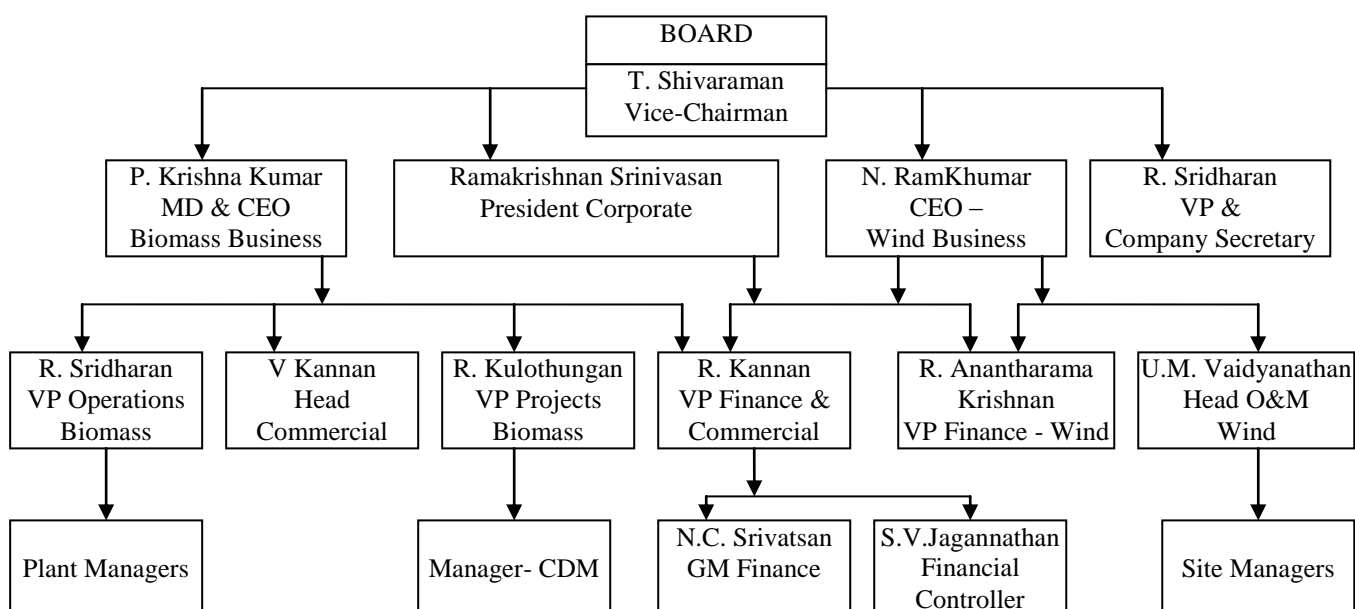 BOARD
T. Shivaraman
Vice-Chairman
P. Krishna Kumar
MD & CEO
Biomass Business
Ramakrishnan Srinivasan
President Corporate
N. RamKhumar
CEO –
Wind Business
R. Sridharan
VP &
Company Secretary
R. Sridharan
VP Operations
Biomass
V Kannan
Head
Commercial
R. Kulothungan
VP Projects
Biomass
R. Kannan
VP Finance &
Commercial
R. Anantharama
Krishnan
VP Finance - Wind
U.M. Vaidyanathan
Head O&M
Wind
Plant Managers
Manager- CDM
N.C. Srivatsan
GM Finance
S.V.Jagannathan
Financial
Controller
Site Managers